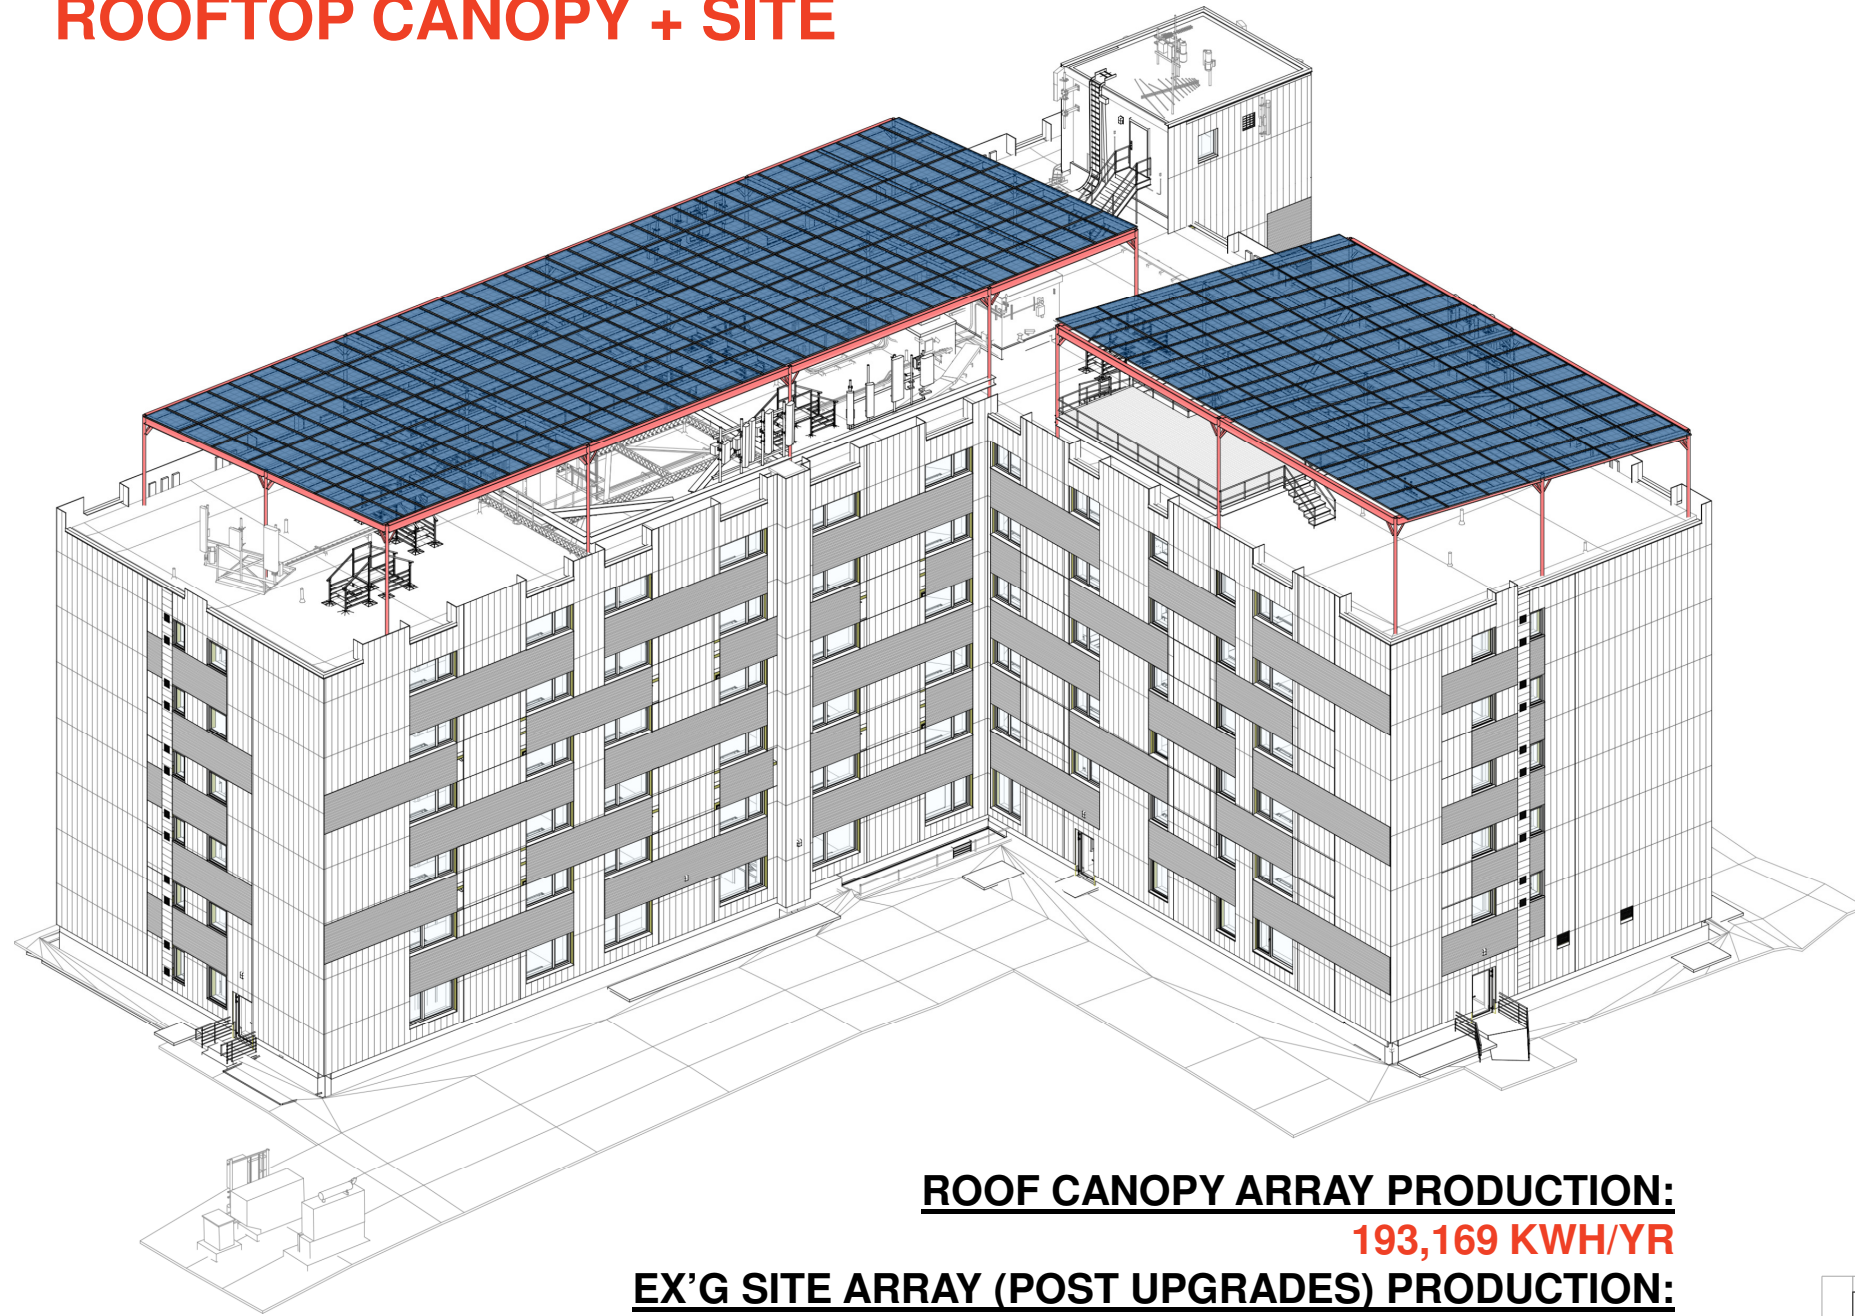 ROOFTOP CANOPY + SITE
ROOF CANOPY ARRAY PRODUCTION:
193,169 KWH/YR
EX'G SITE ARRAY (POST UPGRADES) PRODUCTION: